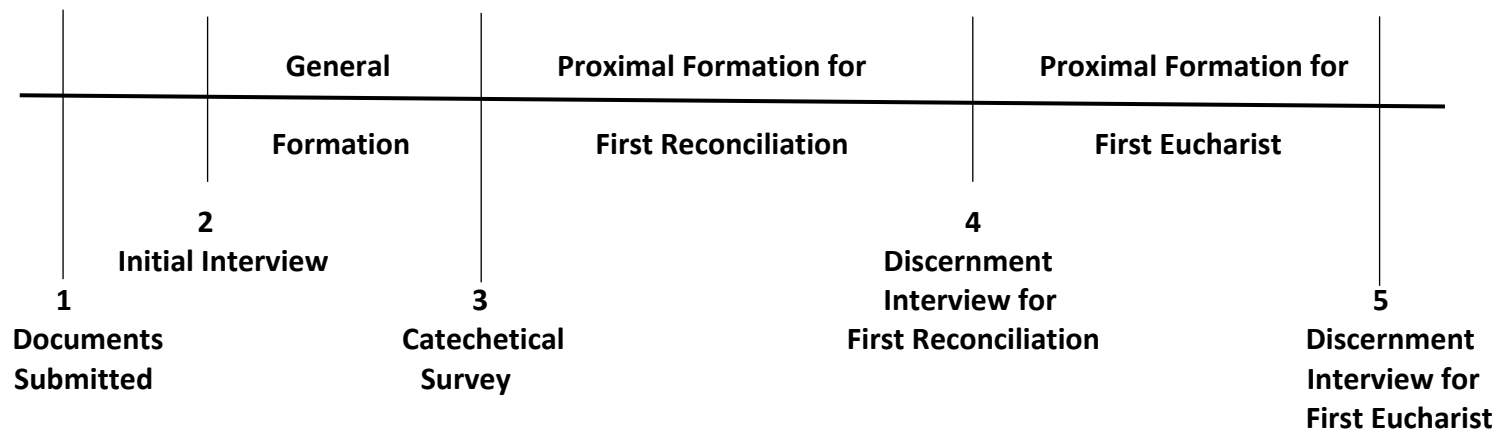 General
Formation
Proximal Formation for
First Reconciliation
Proximal Formation for
First Eucharist
1
Documents
Submitted
2
Initial Interview
3
Catechetical
Survey
4
Discernment
Interview for
First Reconciliation
5
Discernment
Interview for
First Eucharist